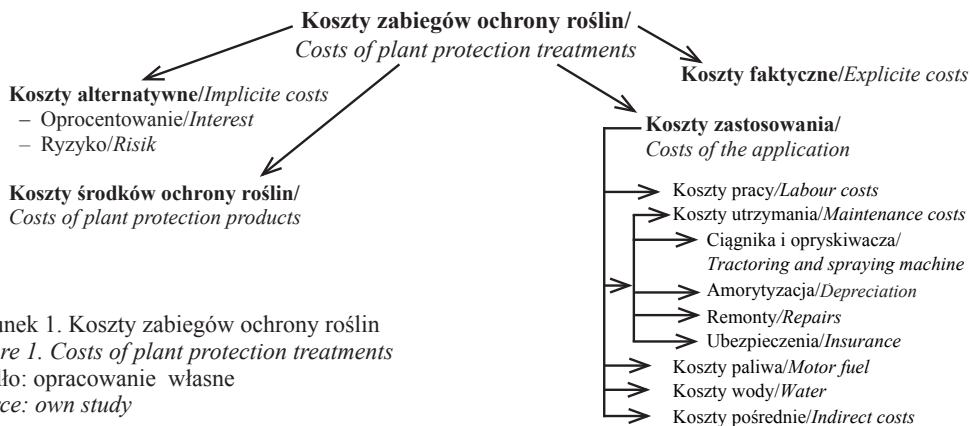 Koszty zabiegów ochrony roślin/
Costs of plant protection treatments
Koszty faktyczne/Explicite costs
Koszty alternatywne/Implicite costs
– Oprocentowanie/Interest
– Ryzyko/Risik
Koszty środków ochrony roślin/
Costs of plant protection products
Koszty zastosowania/
Costs of the application
Koszty pracy/Labour costs
Koszty utrzymania/Maintenance costs
Ciągnika i opryskiwacza/
Tractoring and spraying machine
Amorytyzacja/Depreciation
Remonty/Repairs
Ubezpieczenia/Insurance
Koszty paliwa/Motor fuel
Koszty wody/Water
Koszty pośrednie/Indirect costs
unek 1. Koszty zabiegów ochrony roślin
re 1. Costs of plant protection treatments
ło: opracowanie własne
rce: own study